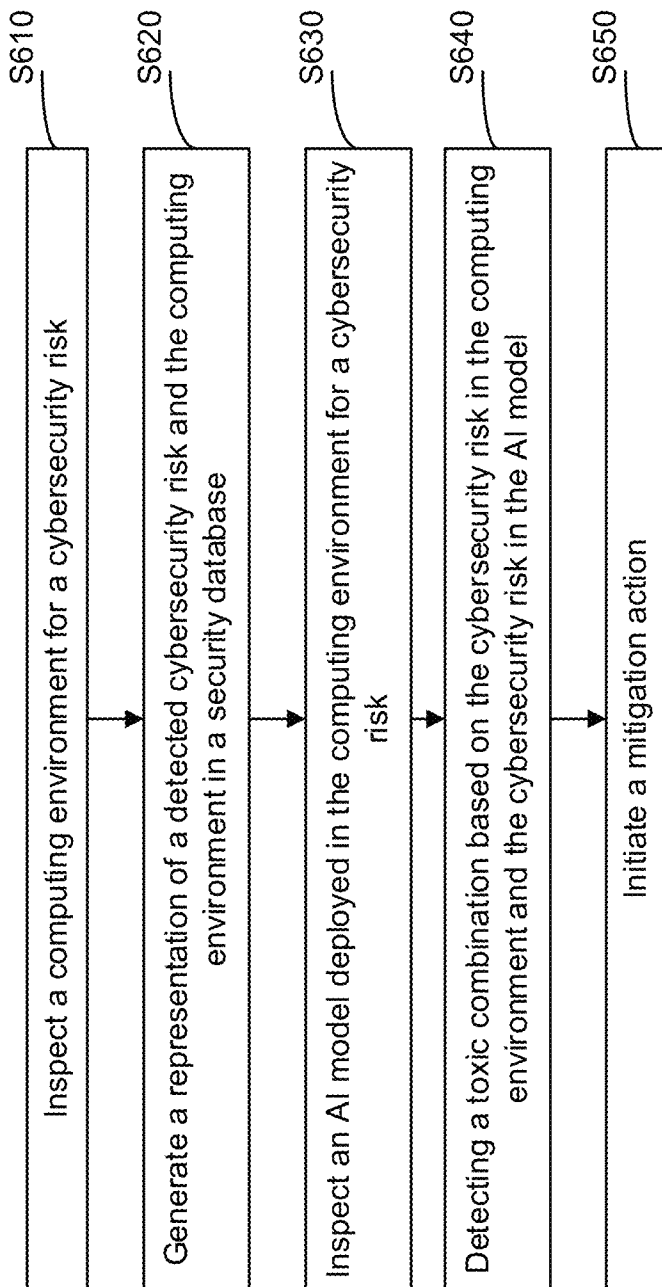 S610
Inspect a computing environment for a cybersecurity risk
S620
Generate a representation of a detected cybersecurity risk and the computing
environment in a security database
S630
Inspect an AI model deployed in the computing environment for a cybersecurity
risk
S640
Detecting a toxic combination based on the cybersecurity risk in the computing
environment and the cybersecurity risk in the AI model
S650
Initiate a mitigation action